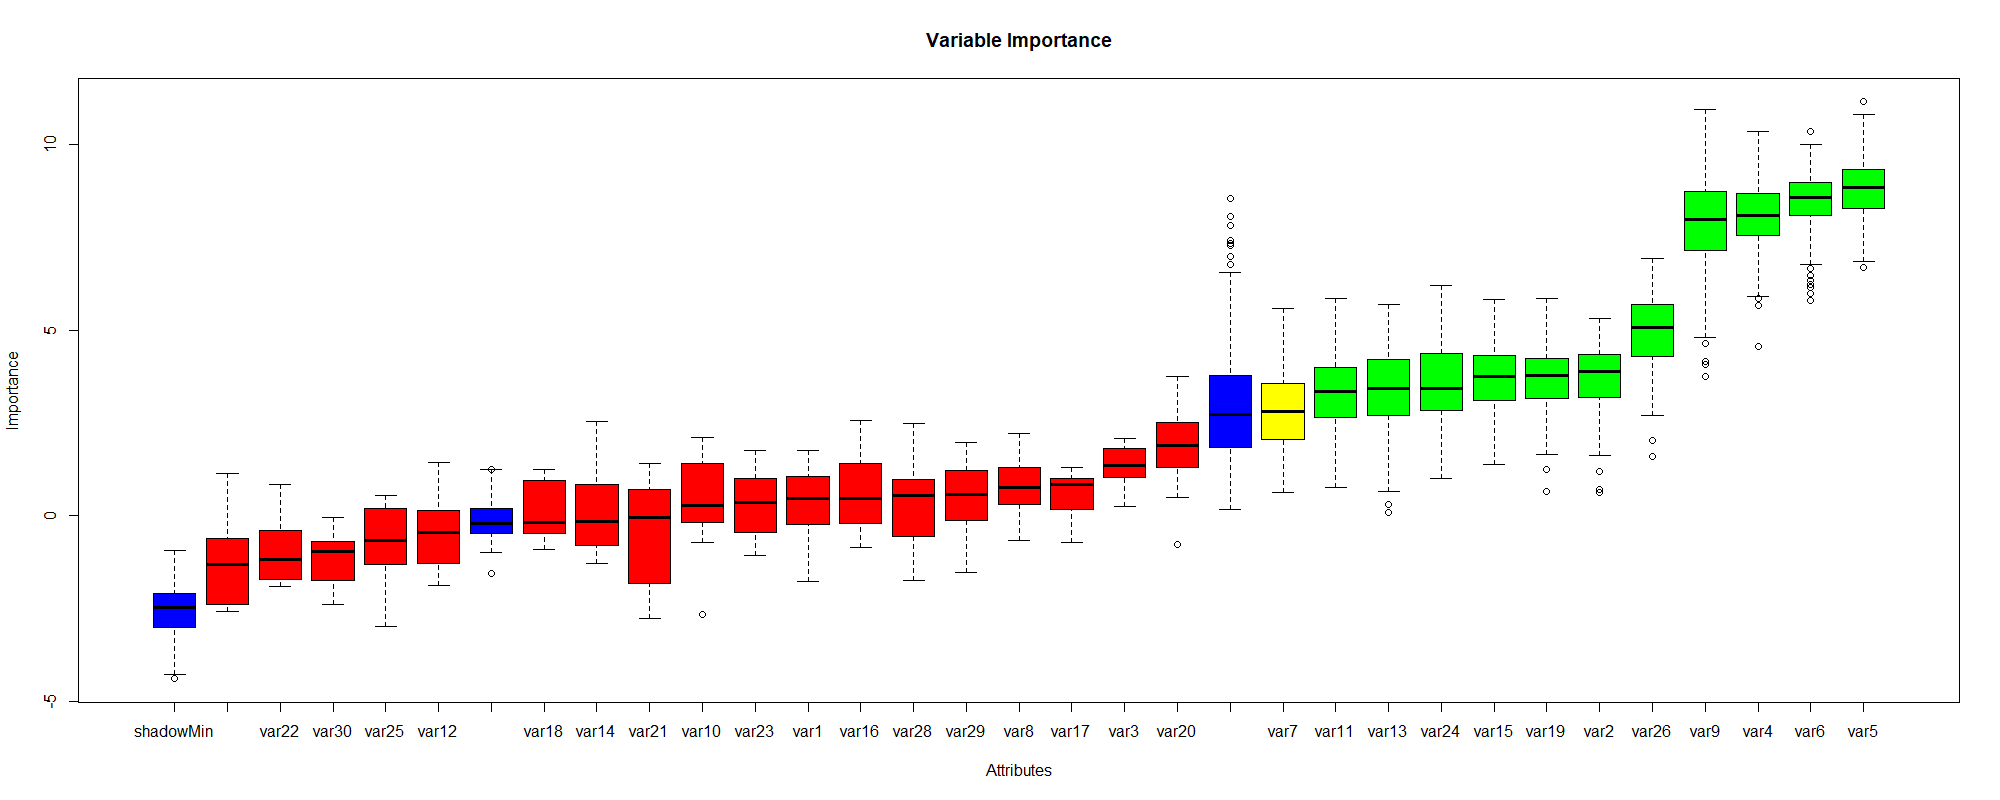 Variable Importance
Importance
10
5
0
-5
shadowMin var22 var30 var25 var12 var18 var14 var21 var10 var23 var1 var16 var28 var29 var8 var17 var3 var20 var7 var11 var13 var24 var15 var19 var2 var26 var9 var4 var6 var5
Attributes